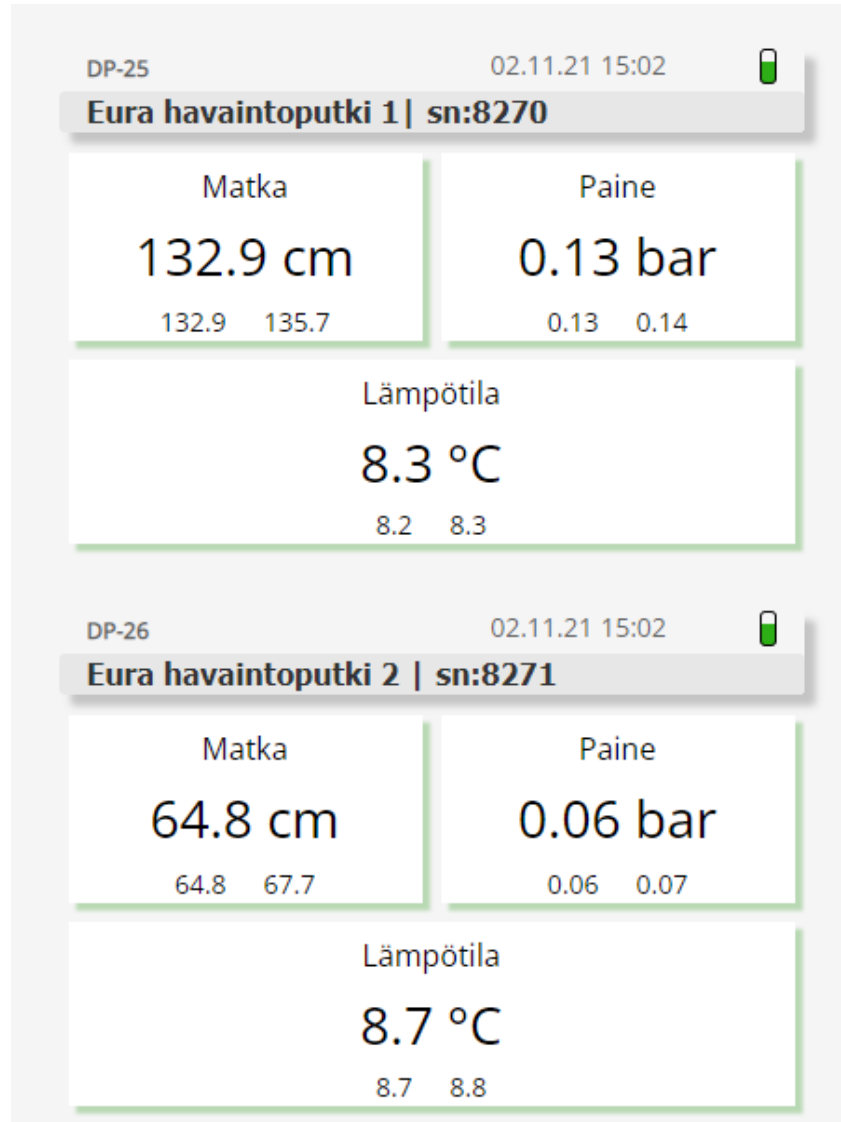 DP-25 02.11.21 15:02
Eura havaintoputki 1| sn:8270
Matka Paine
132.9 cm 0.13 bar
132.9 135.7 0.13 0.14
Lämpötila
8.3 °C
8.2 8.3
DP-26 02.11.21 15:02
Eura havaintoputki 2 | sn:8271
Matka Paine
64.8 cm 0.06 bar
64.8 67.7 0.06 0.07
Lämpötila
8.7 °C
8.7 8.8